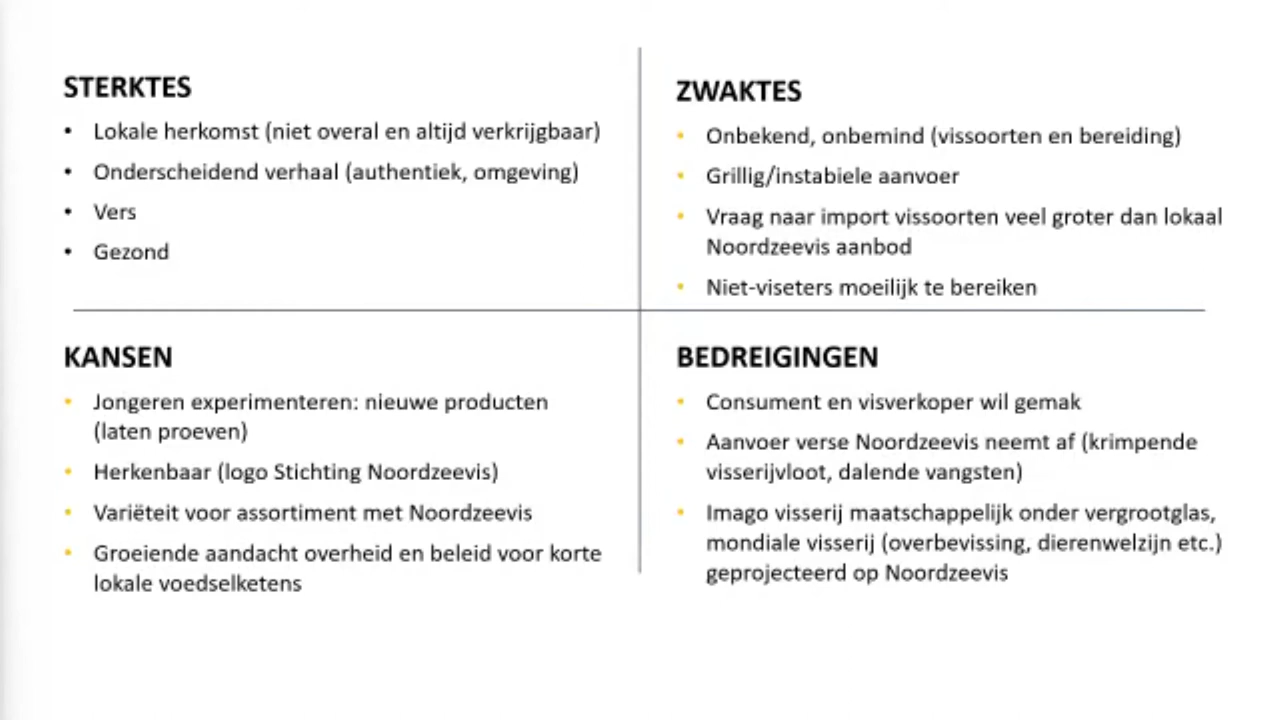 STERKTES
• Lokale herkomst (niet overal en altijd verkrijgbaar)
• Onderscheidend verhaal (authentiek, omgeving)
• Vers
• Gezond
ZWAKTES
• Onbekend, onbemind (vissoorten en bereiding)
• Grillig/instabiele aanvoer
• Vraag naar import vissoorten veel groter dan lokaal
Noordzeevis aanbod
• Niet-viseters moeilijk te bereiken
KANSEN
• Jongeren experimenteren: nieuwe producten
(laten proeven)
• Herkenbaar (logo Stichting Noordzeevis)
• Variëteit voor assortiment met Noordzeevis
• Groeiende aandacht overheid en beleid voor korte
lokale voedselketens
BEDREIGINGEN
• Consument en visverkoper wil gemak
• Aanvoer verse Noordzeevis neemt af (krimpende
visserijvloot, dalende vangsten)
• Imago visserij maatschappelijk onder vergrootglas,
mondiale visserij (overbevissing, dierenwelzijn etc.)
geprojecteerd op Noordzeevis